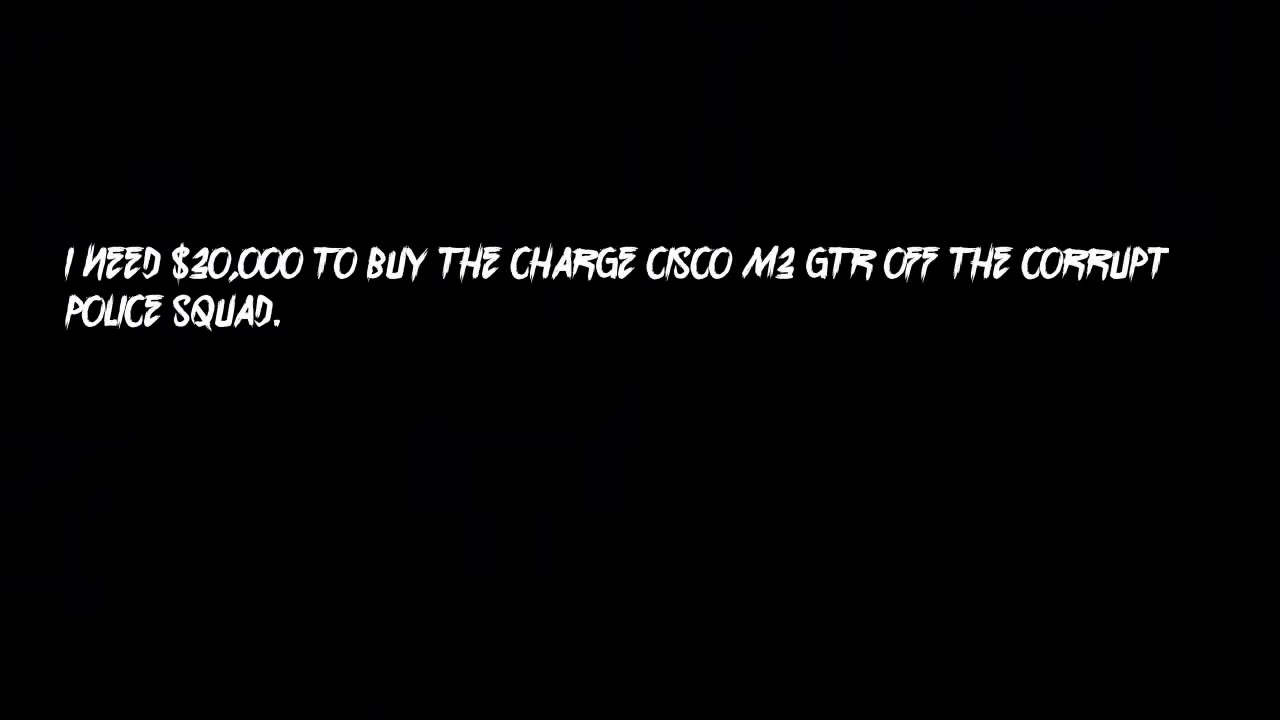 I NEED $30,000 TO BUY THE CHARGE CISCO M3 GTR OFF THE CORRUPT
POLICE SQUAD.